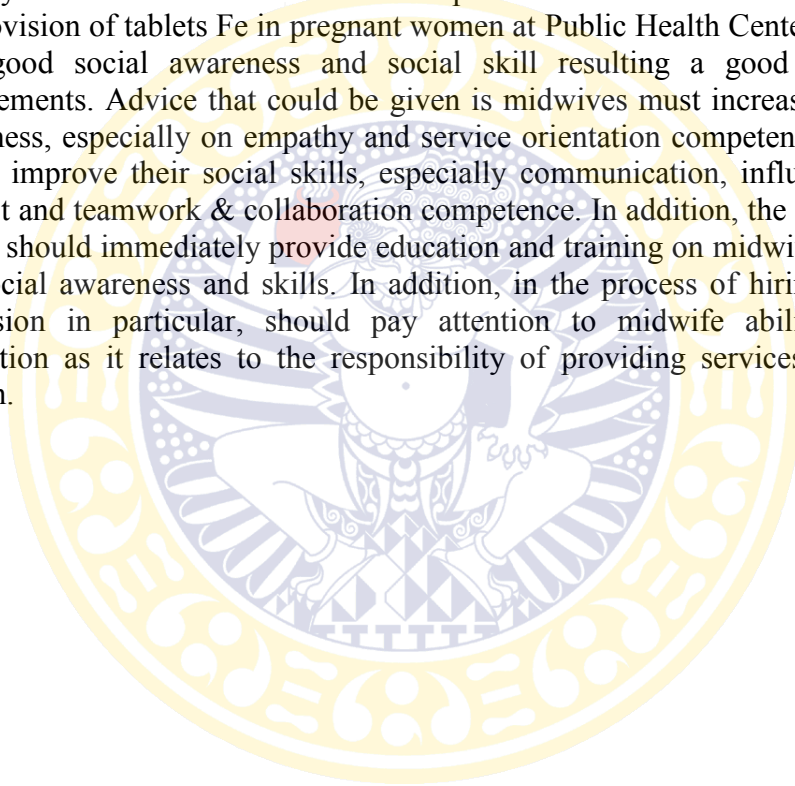 ovision of tablets Fe in pregnant women at Public Health Cente
good social awareness and social skill resulting a good
ements. Advice that could be given is midwives must increas
ness, especially on empathy and service orientation competen
improve their social skills, especially communication, influ
t and teamwork & collaboration competence. In addition, the
should immediately provide education and training on midwi
cial awareness and skills. In addition, in the process of hiri
sion in particular, should pay attention to midwife abil
tion as it relates to the responsibility of providing services
n.